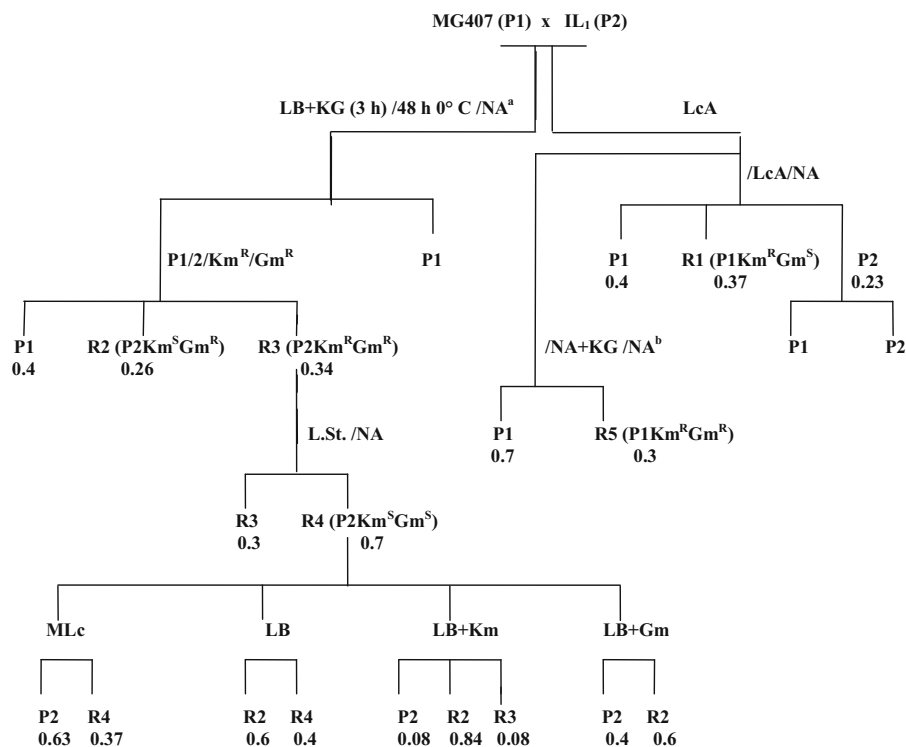 MG407 (P1) x IL₁ (P2)
LB+KG (3 h) /48 h 0° C /NAᵃ
LcA
/LcA/NA
P1/2/Kmᴿ/Gmᴿ
P1
P1
R1 (P1KmᴿGmˢ)
P2
0.4
0.37
0.23
P1
R2 (P2KmˢGmᴿ)
R3 (P2KmᴿGmᴿ)
0.4
0.26
0.34
/NA+KG /NAᵇ
P1
P2
L.St. /NA
P1
R5 (P1KmᴿGmᴿ)
0.7
0.3
R3
R4 (P2KmˢGmˢ)
0.3
0.7
MLc
LB
LB+Km
LB+Gm
P2
R4
R2
R4
P2
R2
R3
P2
R2
0.63
0.37
0.6
0.4
0.08
0.84
0.08
0.4
0.6